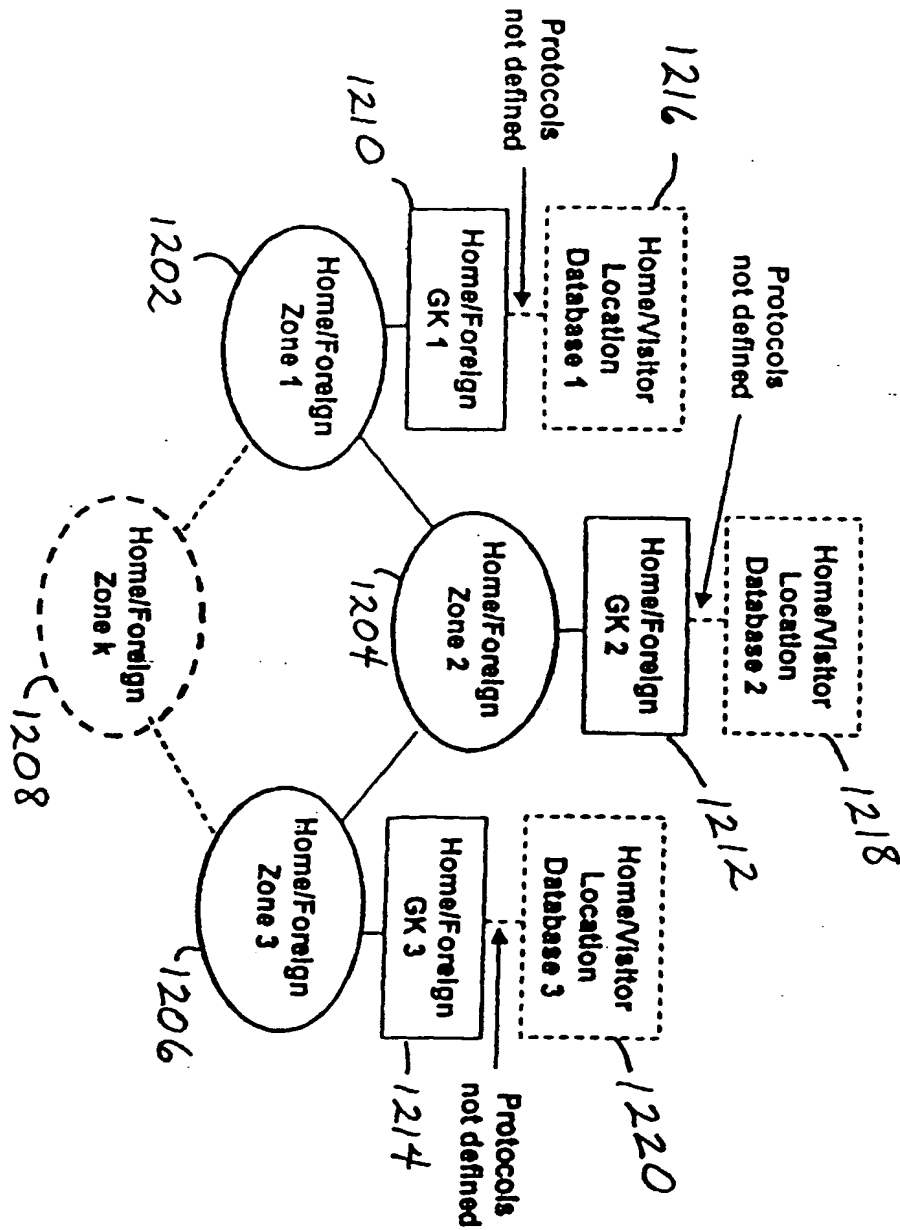 Protocols
not defined
1216
Home/Visitor
Location
Database 1
1210
Home/Foreign
GK 1
1202
Home/Foreign
Zone 1
Protocols
not defined
Home/Visitor
Location
Database 2
1218
Home/Foreign
GK 2
1212
Home/Foreign
Zone 2
1204
Home/Foreign
Zone k
1208
Home/Visitor
Location
Database 3
1220
Protocols
not defined
Home/Foreign
GK 3
1214
Home/Foreign
Zone 3
1206